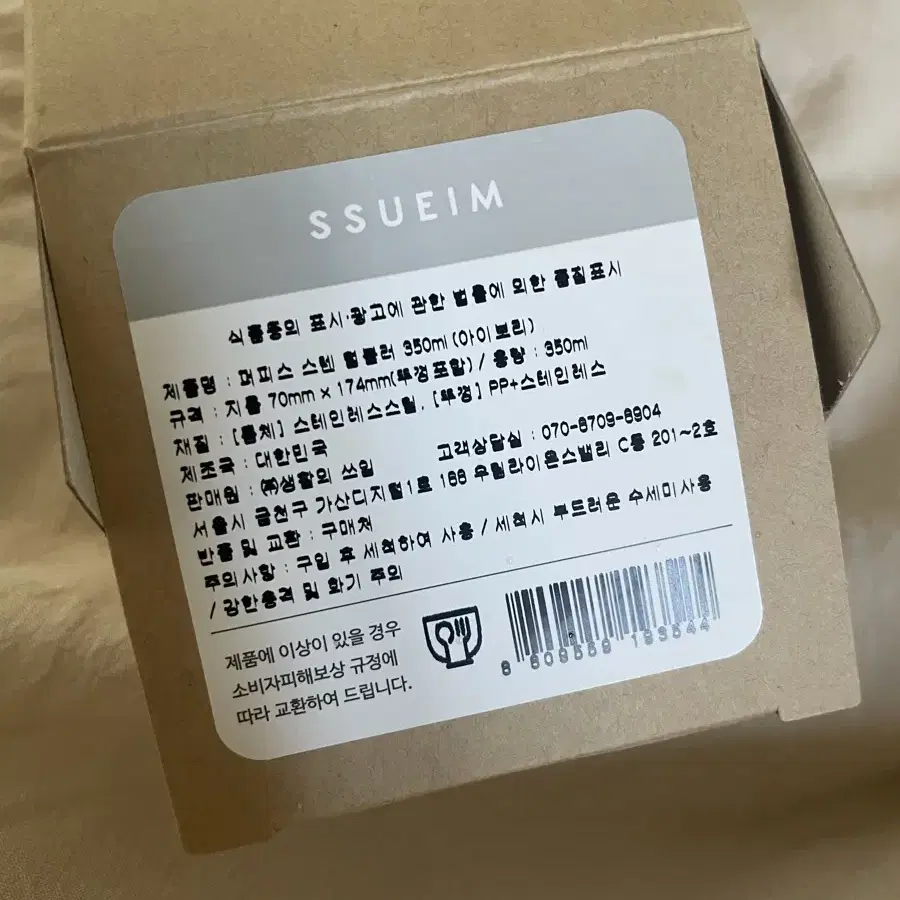 SSUEIM
식품등의 표시·광고에 관한 법률에 의한 품질표시
제품명 : 퍼피스 스텐 텀블러 350ml (아이보리)
규격 : 지름 70mm × 174mm(뚜껑포함) / 용량 : 350ml
재질 : [몸체] 스테인레스스틸, [뚜껑] PP+스테인레스
제조국 : 대한민국
판매원 : ㈜생활의 쓰임 고객상담실 : 070-8709-8904
서울시 금천구 가산디지털1로 168 우림라이온스밸리 C동 201~2호
반품 및 교환 : 구매처
주의사항 : 구입 후 세척하여 사용 / 세척시 부드러운 수세미사용
/ 강한충격 및 화기 주의
제품에 이상이 있을 경우
소비자피해보상 규정에
따라 교환하여 드립니다.
8 809559 193544